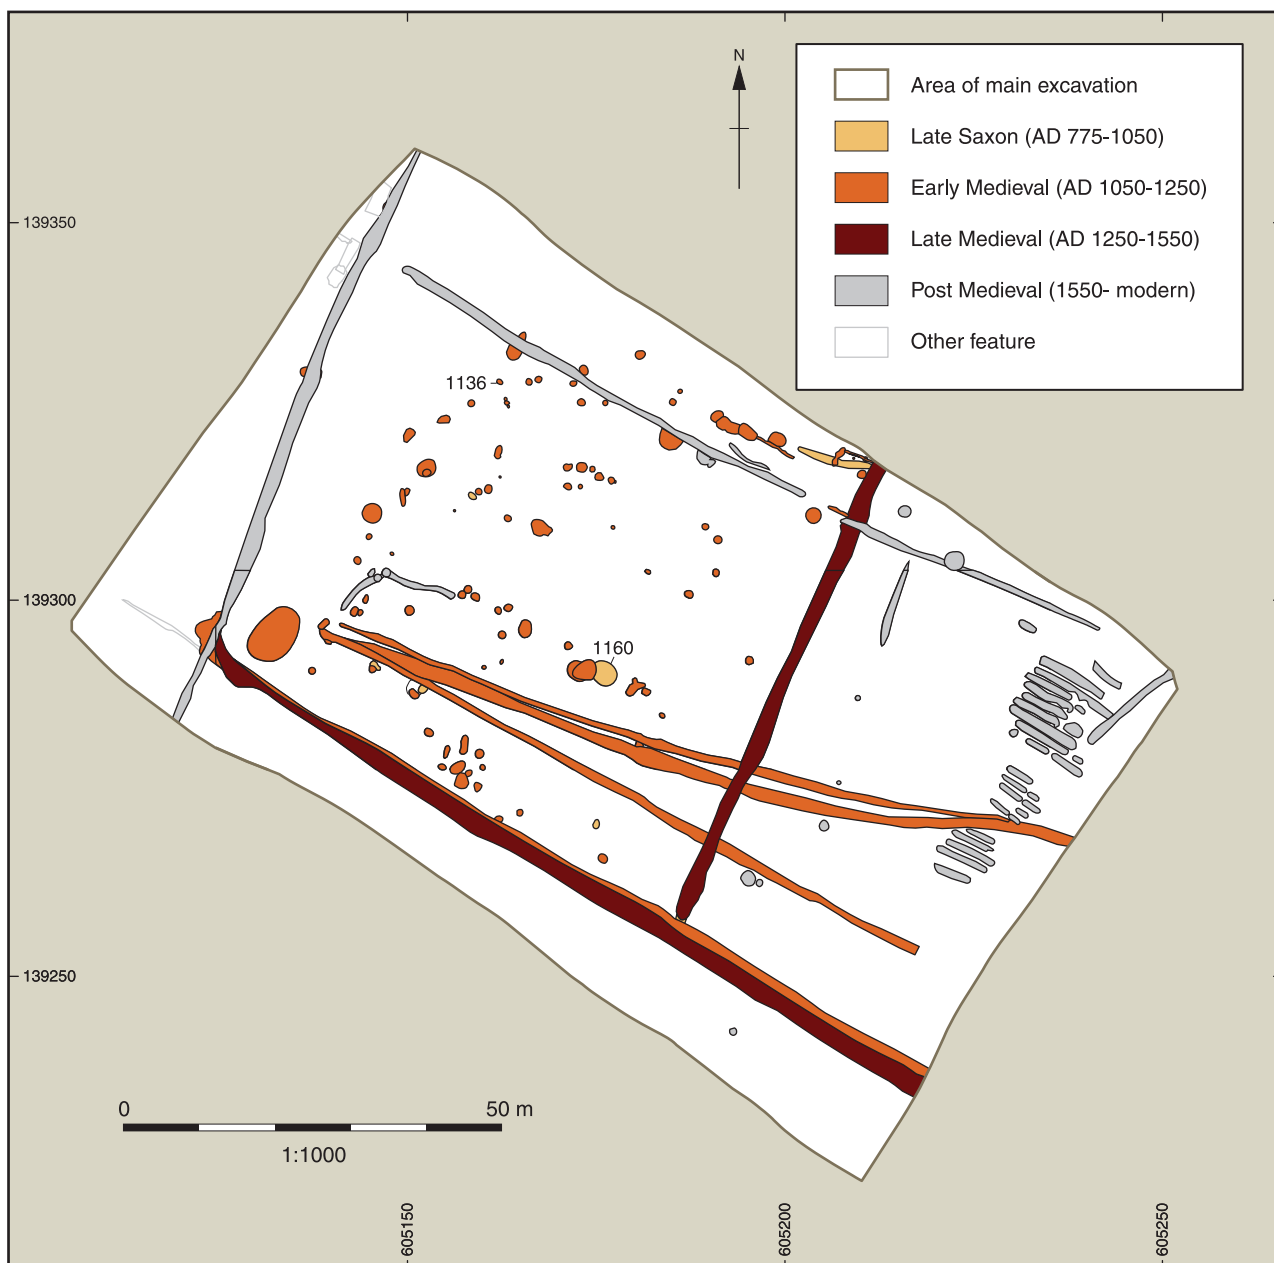 N
Area of main excavation
Late Saxon (AD 775-1050)
Early Medieval (AD 1050-1250)
Late Medieval (AD 1250-1550)
Post Medieval (1550- modern)
Other feature
139350
1136
139300
1160
139250
0 50 m
1:1000
605150
605200
605250